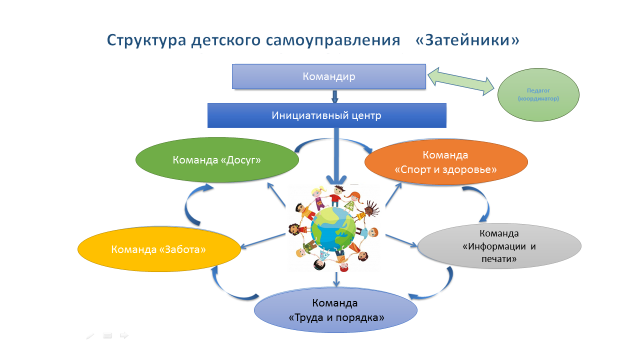 Структура детского самоуправления «Затейники»
Командир
Педагог
(координатор)
Инициативный центр
Команда «Досуг»
Команда
«Спорт и здоровье»
Команда «Забота»
Команда
«Информации и
печати»
Команда
«Труда и порядка»